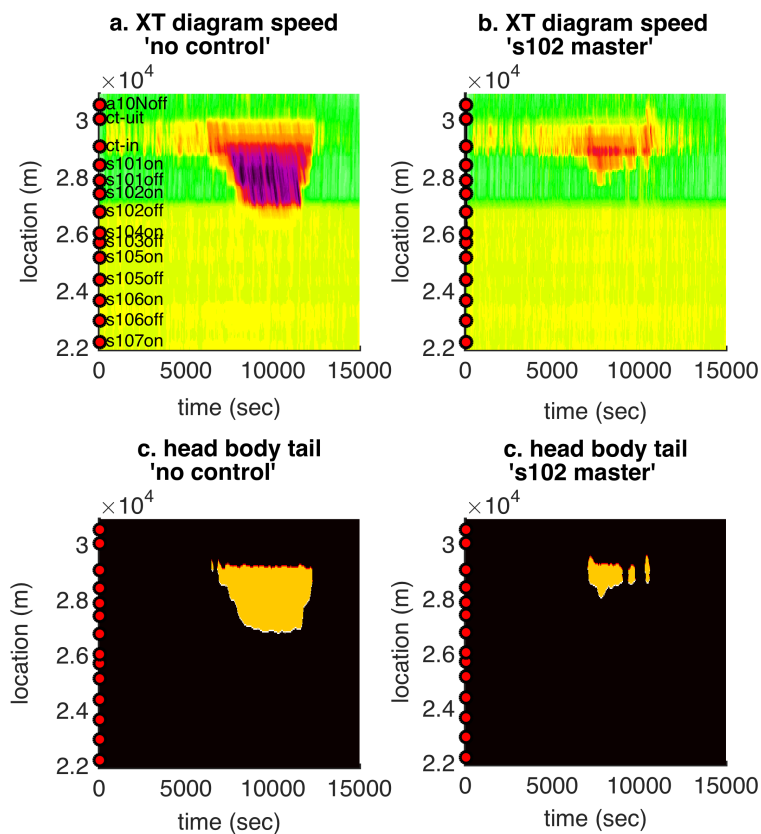 a. XT diagram speed
'no control'
×10⁴
3
2.8
2.6
2.4
2.2
location (m)
a10Noff
ct-uit
ct-in
s101on
s101off
s102on
s102off
s104on
s103off
s105on
s105off
s106on
s106off
s107on
0 5000 10000 15000
time (sec)
b. XT diagram speed
's102 master'
×10⁴
3
2.8
2.6
2.4
2.2
location (m)
0 5000 10000 15000
time (sec)
c. head body tail
'no control'
×10⁴
3
2.8
2.6
2.4
2.2
location (m)
0 5000 10000 15000
time (sec)
c. head body tail
's102 master'
×10⁴
3
2.8
2.6
2.4
2.2
location (m)
0 5000 10000 15000
time (sec)